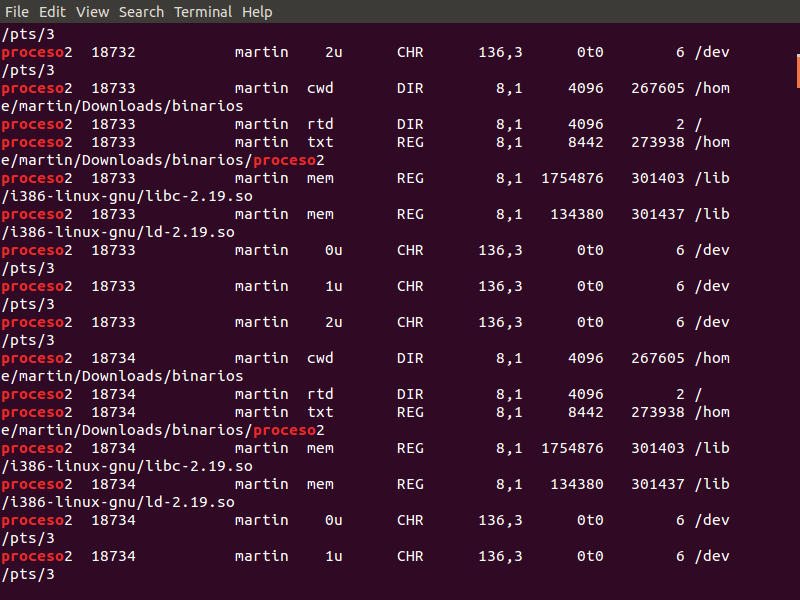 File Edit View Search Terminal Help
/pts/3
proceso2  18732           martin    2u      CHR      136,3      0t0        6 /dev
/pts/3
proceso2  18733           martin  cwd       DIR        8,1     4096   267605 /hom
e/martin/Downloads/binarios
proceso2  18733           martin  rtd       DIR        8,1     4096        2 /
proceso2  18733           martin  txt       REG        8,1     8442   273938 /hom
e/martin/Downloads/binarios/proceso2
proceso2  18733           martin  mem       REG        8,1  1754876   301403 /lib
/i386-linux-gnu/libc-2.19.so
proceso2  18733           martin  mem       REG        8,1   134380   301437 /lib
/i386-linux-gnu/ld-2.19.so
proceso2  18733           martin    0u      CHR      136,3      0t0        6 /dev
/pts/3
proceso2  18733           martin    1u      CHR      136,3      0t0        6 /dev
/pts/3
proceso2  18733           martin    2u      CHR      136,3      0t0        6 /dev
/pts/3
proceso2  18734           martin  cwd       DIR        8,1     4096   267605 /hom
e/martin/Downloads/binarios
proceso2  18734           martin  rtd       DIR        8,1     4096        2 /
proceso2  18734           martin  txt       REG        8,1     8442   273938 /hom
e/martin/Downloads/binarios/proceso2
proceso2  18734           martin  mem       REG        8,1  1754876   301403 /lib
/i386-linux-gnu/libc-2.19.so
proceso2  18734           martin  mem       REG        8,1   134380   301437 /lib
/i386-linux-gnu/ld-2.19.so
proceso2  18734           martin    0u      CHR      136,3      0t0        6 /dev
/pts/3
proceso2  18734           martin    1u      CHR      136,3      0t0        6 /dev
/pts/3